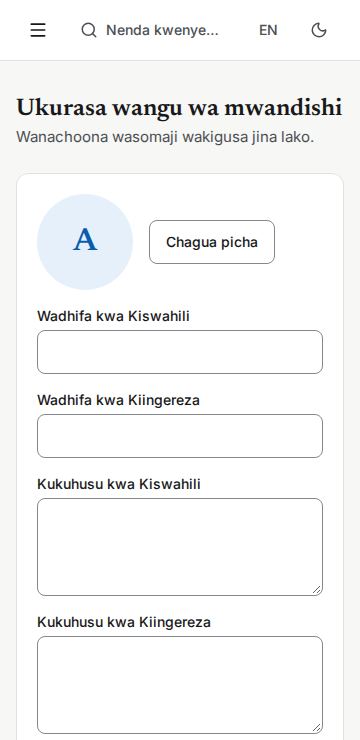 Nenda kwenye...
EN
Ukurasa wangu wa mwandishi
Wanachoona wasomaji wakigusa jina lako.
A
Chagua picha
Wadhifa kwa Kiswahili
Wadhifa kwa Kiingereza
Kukuhusu kwa Kiswahili
Kukuhusu kwa Kiingereza